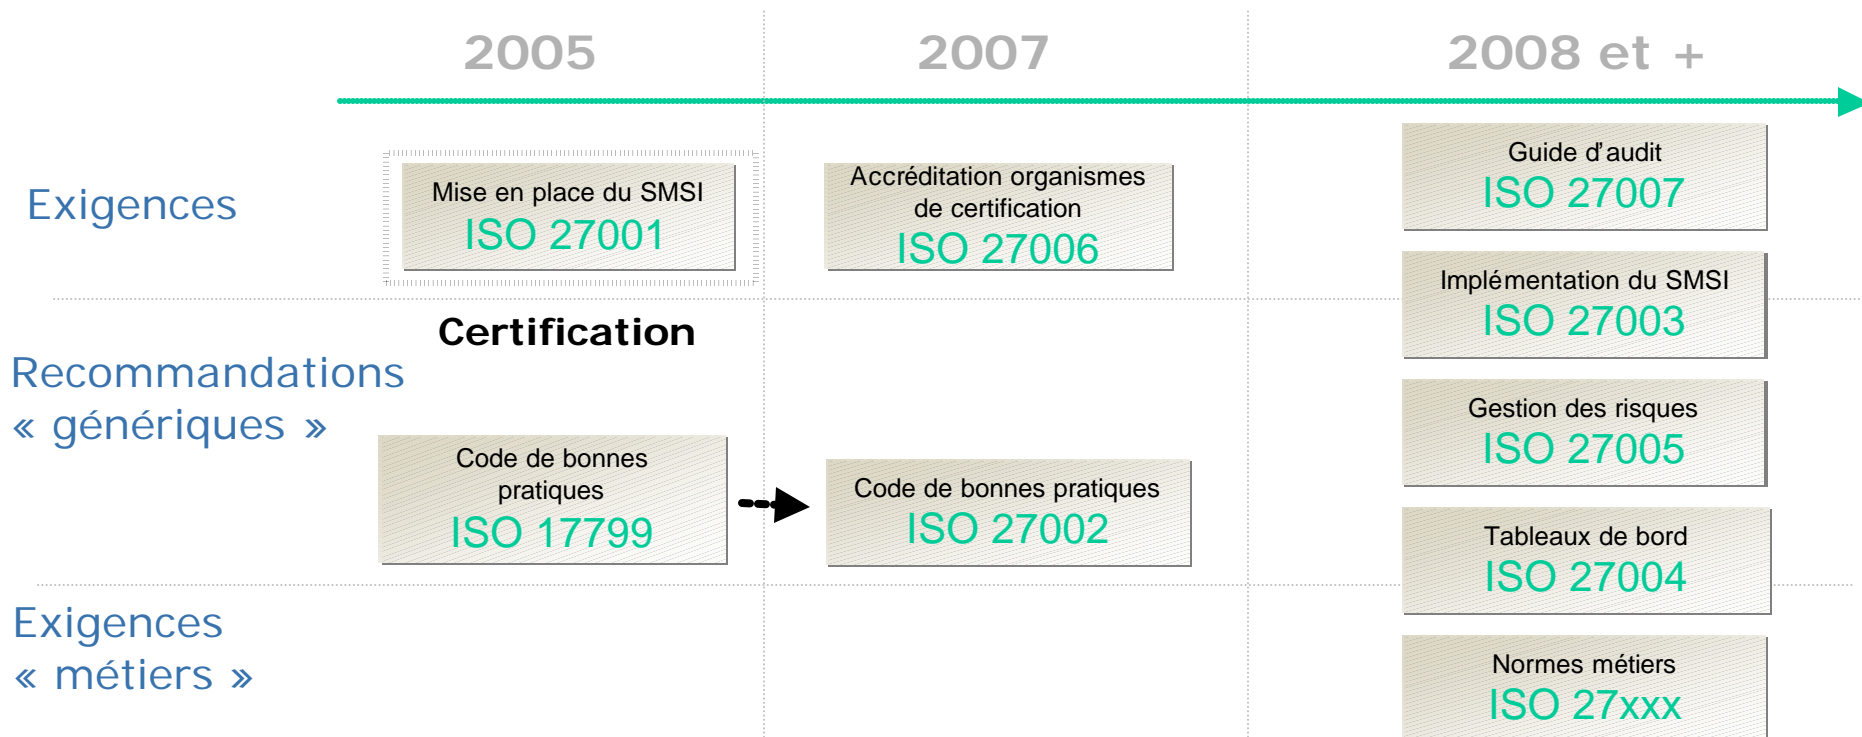 2005
2007
2008 et +
Exigences
Mise en place du SMSI
ISO 27001
Accréditation organismes
de certification
ISO 27006
Guide d'audit
ISO 27007
Implémentation du SMSI
ISO 27003
Certification
Recommandations
« génériques »
Code de bonnes
pratiques
ISO 17799
Code de bonnes pratiques
ISO 27002
Gestion des risques
ISO 27005
Tableaux de bord
ISO 27004
Exigences
« métiers »
Normes métiers
ISO 27xxx